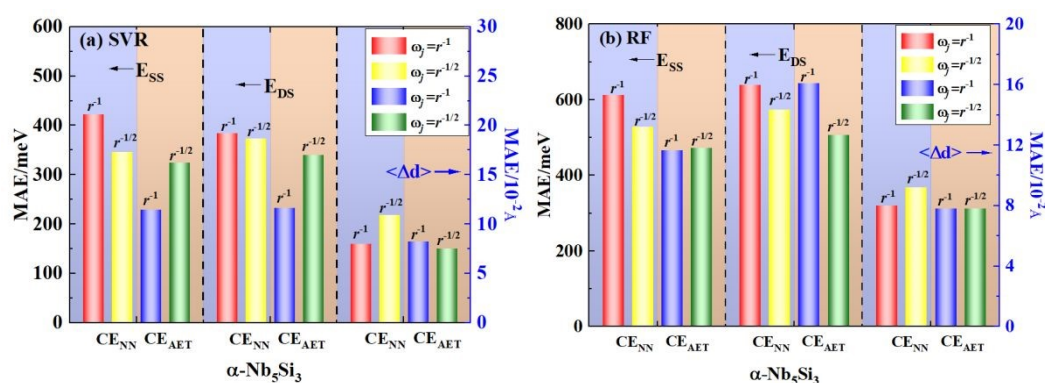 (a) SVR
ω_j=r⁻¹
ω_j=r⁻¹/²
ω_j=r⁻¹
ω_j=r⁻¹/²
E_SS
E_DS
<Δd>
r⁻¹
r⁻¹/²
r⁻¹
r⁻¹/²
r⁻¹
r⁻¹/²
r⁻¹
r⁻¹/²
r⁻¹
r⁻¹/²
r⁻¹
r⁻¹/²
MAE/meV
600
500
400
300
200
100
0
MAE/10⁻²Å
30
25
20
15
10
5
0
CE_NN CE_AET CE_NN CE_AET CE_NN CE_AET
α-Nb₅Si₃
(b) RF
ω_j=r⁻¹
ω_j=r⁻¹/²
ω_j=r⁻¹
ω_j=r⁻¹/²
E_SS
E_DS
<Δd>
r⁻¹
r⁻¹/²
r⁻¹
r⁻¹/²
r⁻¹
r⁻¹/²
r⁻¹
r⁻¹/²
r⁻¹
r⁻¹/²
r⁻¹
r⁻¹/²
MAE/meV
800
600
400
200
0
MAE/10⁻²Å
20
16
12
8
4
0
CE_NN CE_AET CE_NN CE_AET CE_NN CE_AET
α-Nb₅Si₃